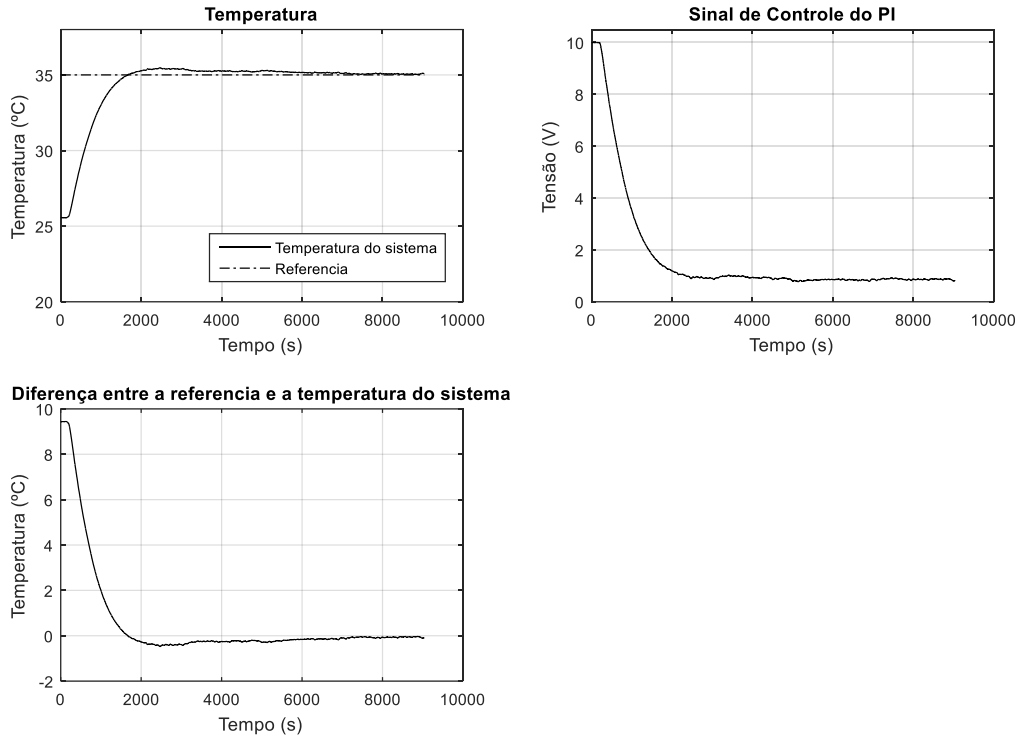 Temperatura
35
30
25
20
Temperatura (ºC)
Temperatura do sistema
Referencia
0 2000 4000 6000 8000 10000
Tempo (s)
Sinal de Controle do PI
10
8
6
4
2
0
Tensão (V)
0 2000 4000 6000 8000 10000
Tempo (s)
Diferença entre a referencia e a temperatura do sistema
10
8
6
4
2
0
-2
Temperatura (ºC)
0 2000 4000 6000 8000 10000
Tempo (s)